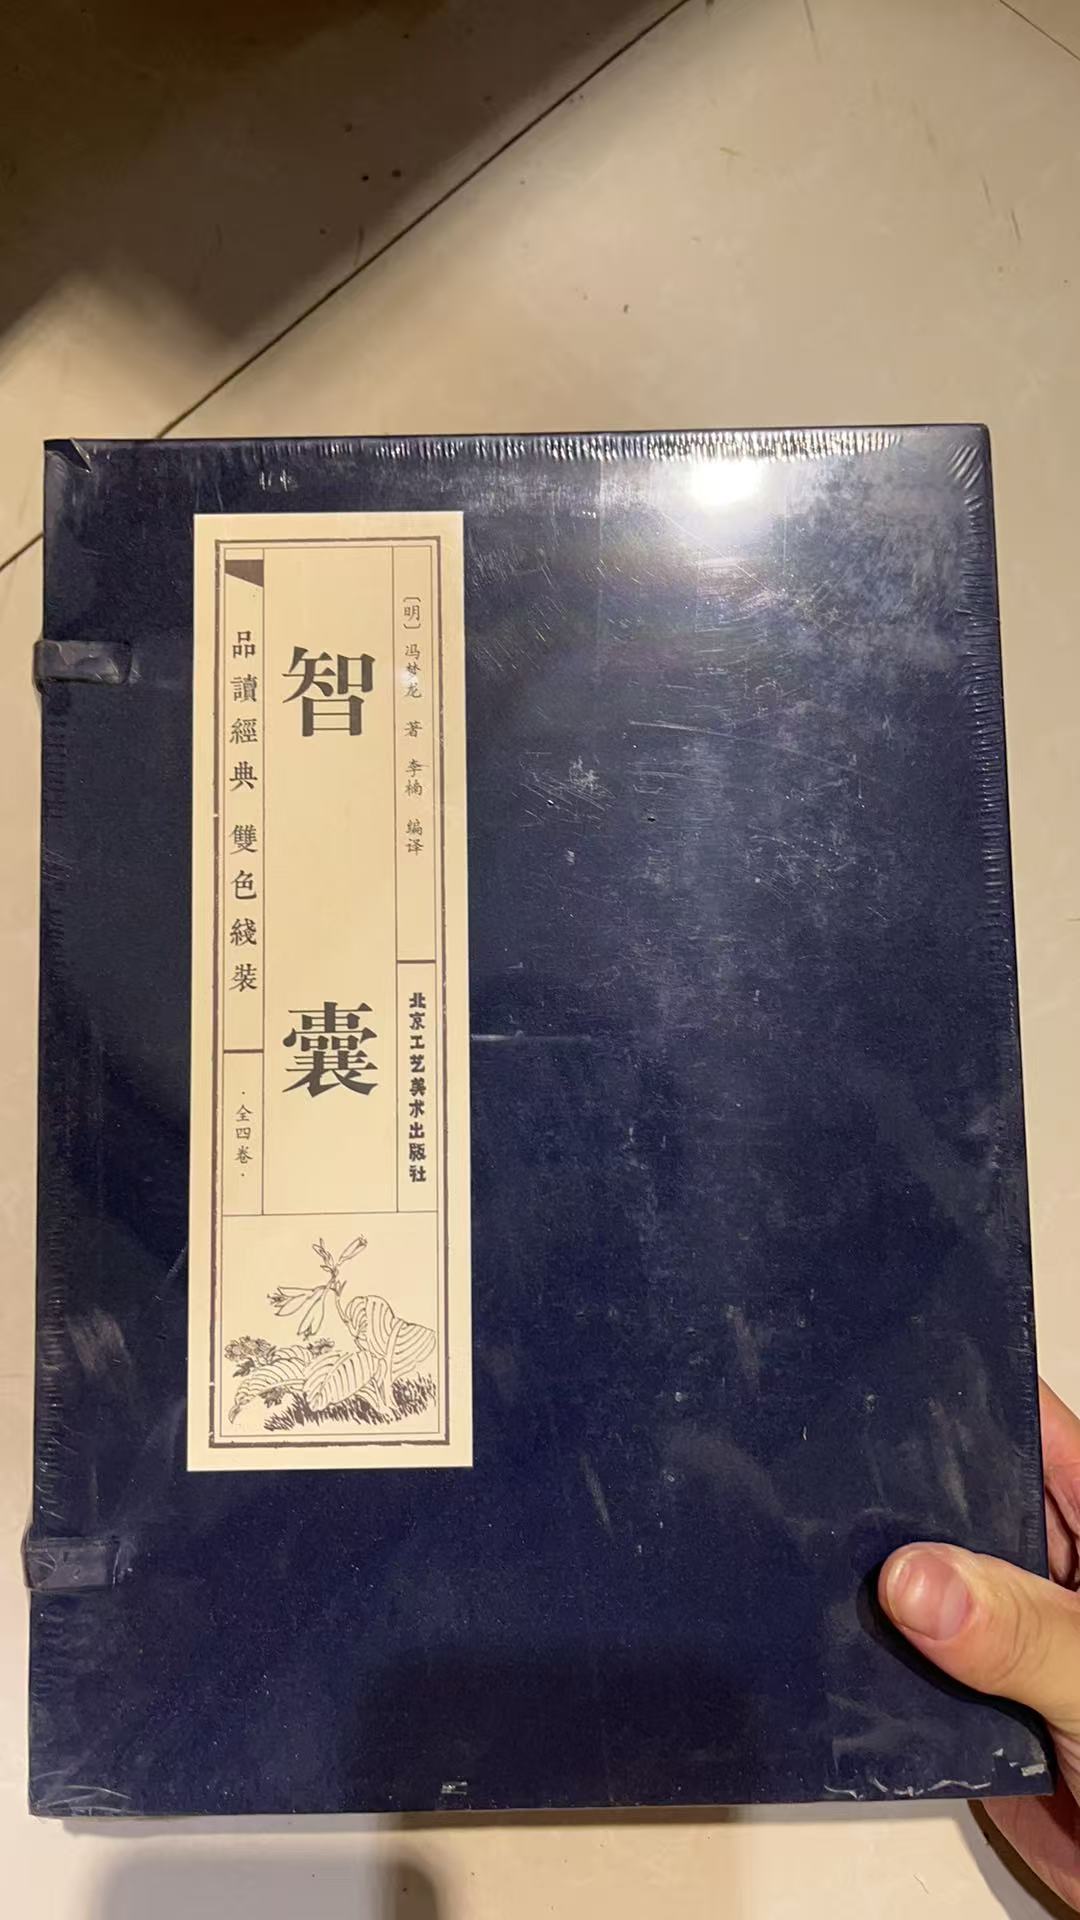 [明] 冯梦龙 著 李楠 编译
北京工艺美术出版社
智囊
品讀經典 雙色綫裝
·全四卷·